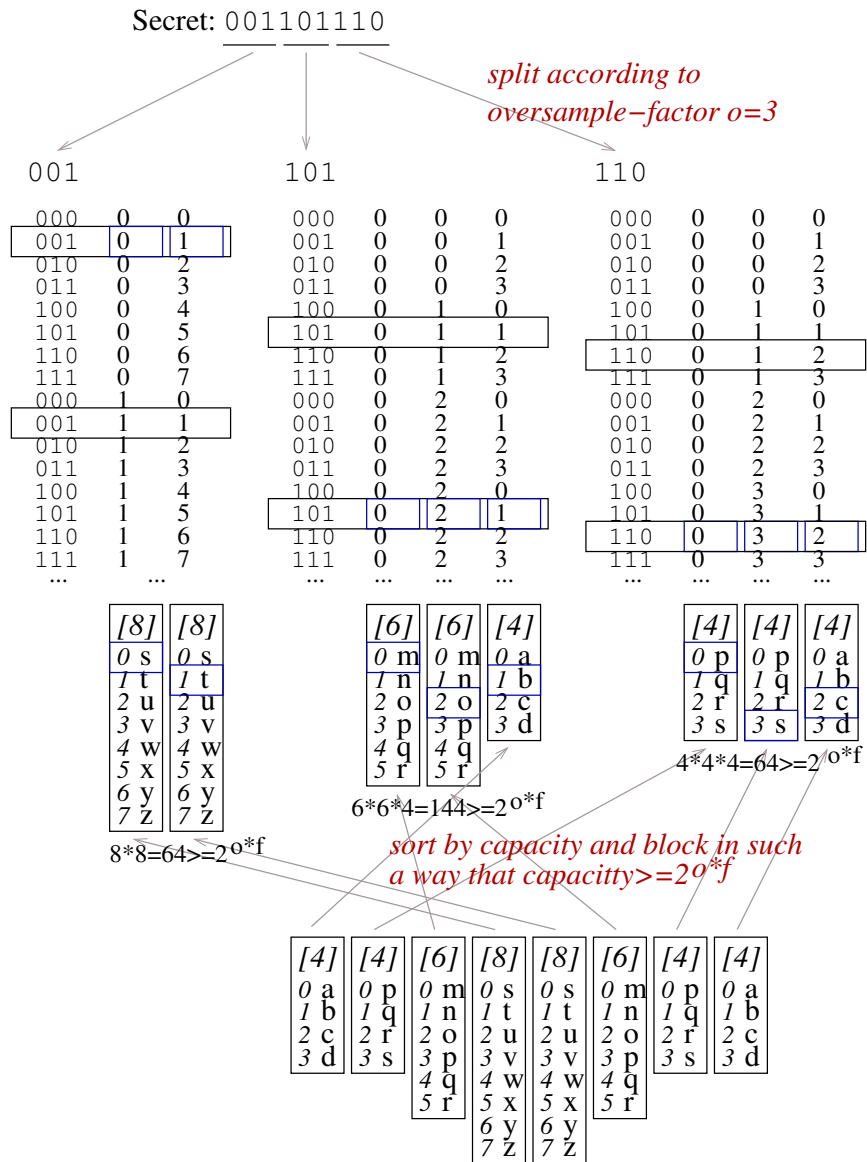 Secret: 001101110
split according to
oversample-factor o=3
001 101 110
000 0 0 000 0 0 0 000 0 0 0
001 0 1 001 0 0 1 001 0 0 1
010 0 2 010 0 0 2 010 0 0 2
011 0 3 011 0 0 3 011 0 0 3
100 0 4 100 0 1 0 100 0 1 0
101 0 5 101 0 1 1 101 0 1 1
110 0 6 110 0 1 2 110 0 1 2
111 0 7 111 0 1 3 111 0 1 3
000 1 0 000 0 2 0 000 0 2 0
001 1 1 001 0 2 1 001 0 2 1
010 1 2 010 0 2 2 010 0 2 2
011 1 3 011 0 2 3 011 0 2 3
100 1 4 100 0 2 0 100 0 3 0
101 1 5 101 0 2 1 101 0 3 1
110 1 6 110 0 2 2 110 0 3 2
111 1 7 111 0 2 3 111 0 3 3
... ... ... ... ... ... ... ... ... ...
[8] [8] [6] [6] [4] [4] [4] [4]
0 s 0 s 0 m 0 m 0 a 0 p 0 p 0 a
1 t 1 t 1 n 1 n 1 b 1 q 1 q 1 b
2 u 2 u 2 o 2 o 2 c 2 r 2 r 2 c
3 v 3 v 3 p 3 p 3 d 3 s 3 s 3 d
4 w 4 w 4 q 4 q 4*4*4=64>=2^o*f
5 x 5 x 5 r 5 r
6 y 6 y 6*6*4=144>=2^o*f
7 z 7 z
8*8=64>=2^o*f
sort by capacity and block in such
a way that capacitty>=2^o*f
[4] [4] [6] [8] [8] [6] [4] [4]
0 a 0 p 0 m 0 s 0 s 0 m 0 p 0 a
1 b 1 q 1 n 1 t 1 t 1 n 1 q 1 b
2 c 2 r 2 o 2 u 2 u 2 o 2 r 2 c
3 d 3 s 3 p 3 v 3 v 3 p 3 s 3 d
4 q 4 w 4 w 4 q
5 r 5 x 5 x 5 r
6 y 6 y
7 z 7 z